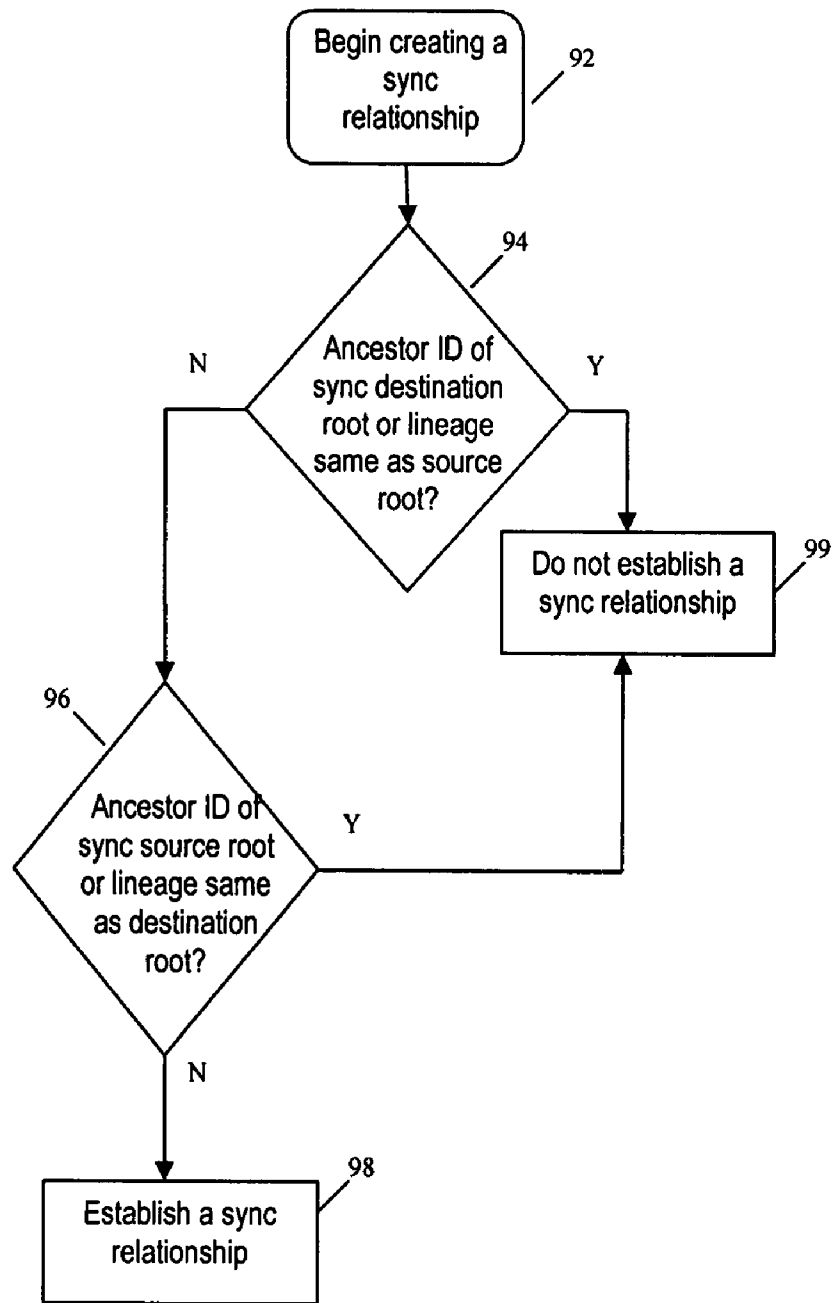 Begin creating a
sync
relationship
92
94
N
Ancestor ID of
sync destination
root or lineage
same as source
root?
Y
Do not establish a
sync relationship
99
96
Ancestor ID of
sync source root
or lineage same
as destination
root?
Y
N
98
Establish a sync
relationship